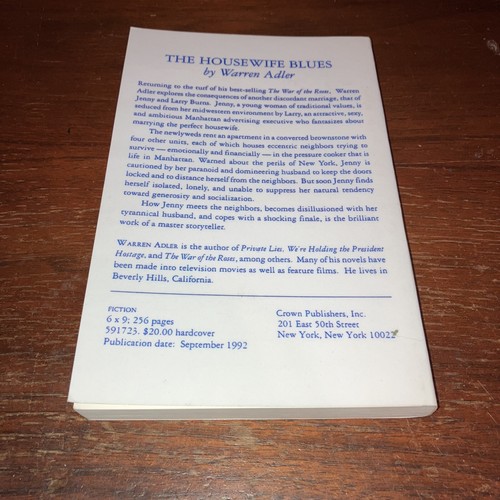 THE HOUSEWIFE BLUES
by Warren Adler
Returning to the turf of his best-selling The War of the Roses, Warren
Adler explores the consequences of another discordant marriage, that of
Jenny and Larry Burns. Jenny, a young woman of traditional values, is
seduced from her midwestern environment by Larry, an attractive, sexy,
and ambitious Manhattan advertising executive who fantasizes about
marrying the perfect housewife.
The newlyweds rent an apartment in a converted brownstone with
four other units, each of which houses eccentric neighbors trying to
survive — emotionally and financially — in the pressure cooker that is
life in Manhattan. Warned about the perils of New York, Jenny is
cautioned by her paranoid and domineering husband to keep the doors
locked and to distance herself from the neighbors. But soon Jenny finds
herself isolated, lonely, and unable to suppress her natural tendency
toward generosity and socialization.
How Jenny meets the neighbors, becomes disillusioned with her
tyrannical husband, and copes with a shocking finale, is the brilliant
work of a master storyteller.
WARREN ADLER is the author of Private Lies, We're Holding the President
Hostage, and The War of the Roses, among others. Many of his novels have
been made into television movies as well as feature films. He lives in
Beverly Hills, California.
FICTION
6 x 9; 256 pages
591723. $20.00 hardcover
Publication date: September 1992
Crown Publishers, Inc.
201 East 50th Street
New York, New York 10022